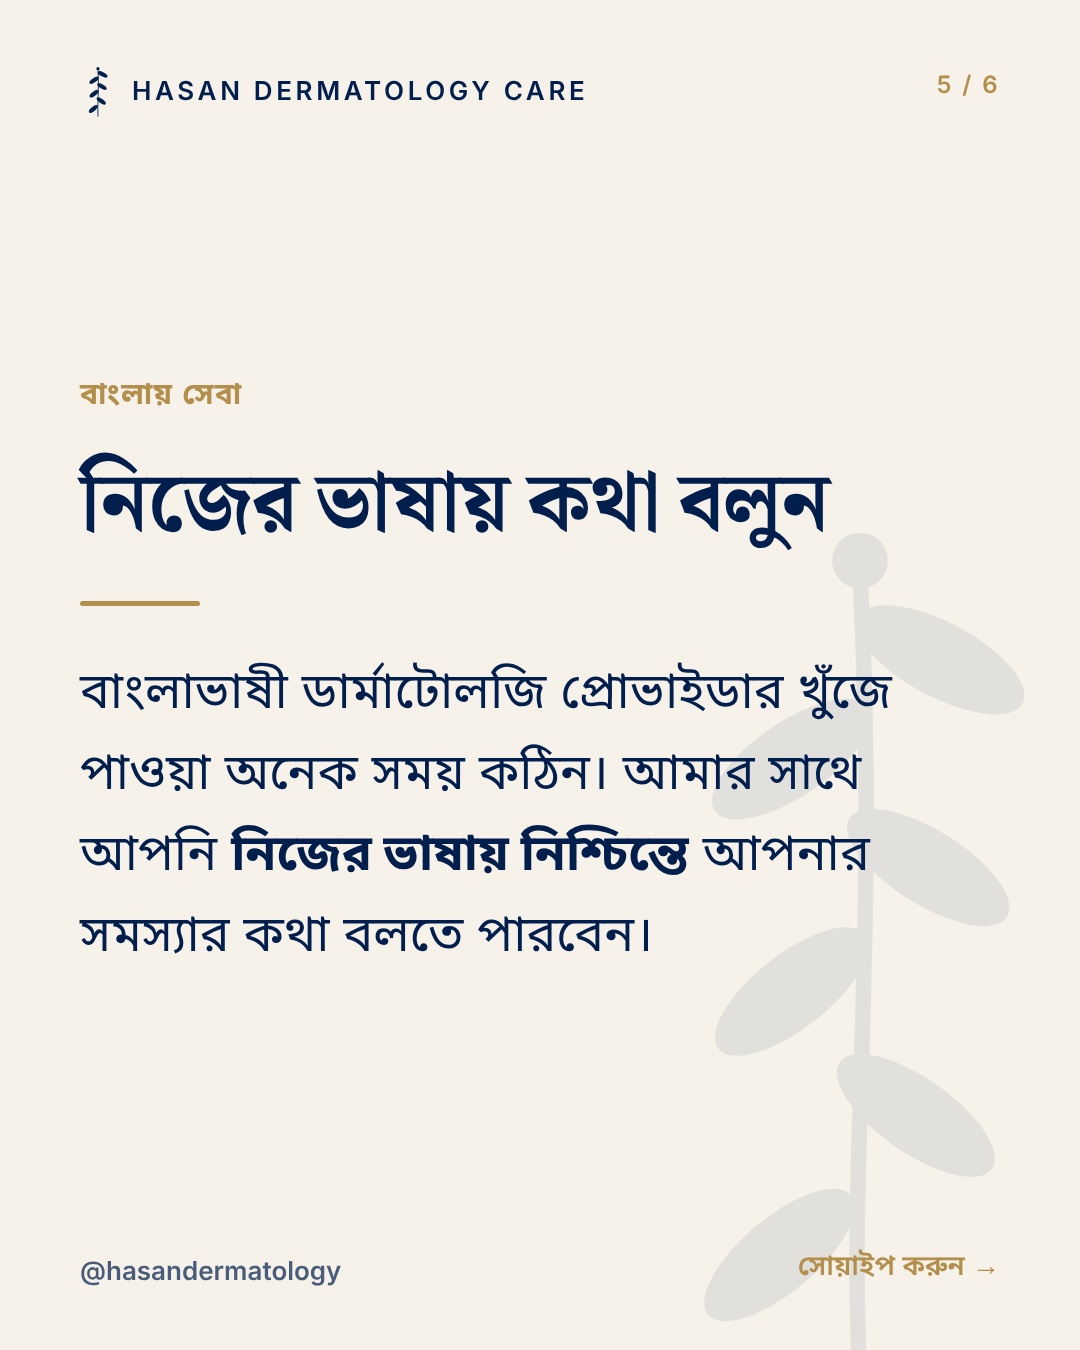 HASAN DERMATOLOGY CARE
5 / 6
বাংলায় সেবা
নিজের ভাষায় কথা বলুন
বাংলাভাষী ডার্মাটোলজি প্রোভাইডার খুঁজে
পাওয়া অনেক সময় কঠিন। আমার সাথে
আপনি নিজের ভাষায় নিশ্চিন্তে আপনার
সমস্যার কথা বলতে পারবেন।
@hasandermatology
সোয়াইপ করুন →